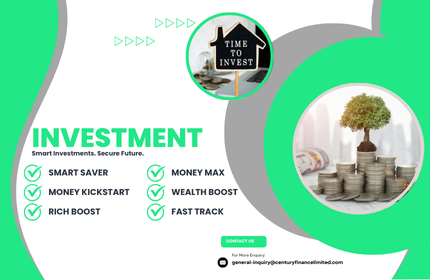 TIME
TO
INVEST
INVESTMENT
Smart Investments. Secure Future.
SMART SAVER
MONEY MAX
MONEY KICKSTART
WEALTH BOOST
RICH BOOST
FAST TRACK
CONTACT US
For More Enquiry:
general-inquiry@centuryfinancelimited.com